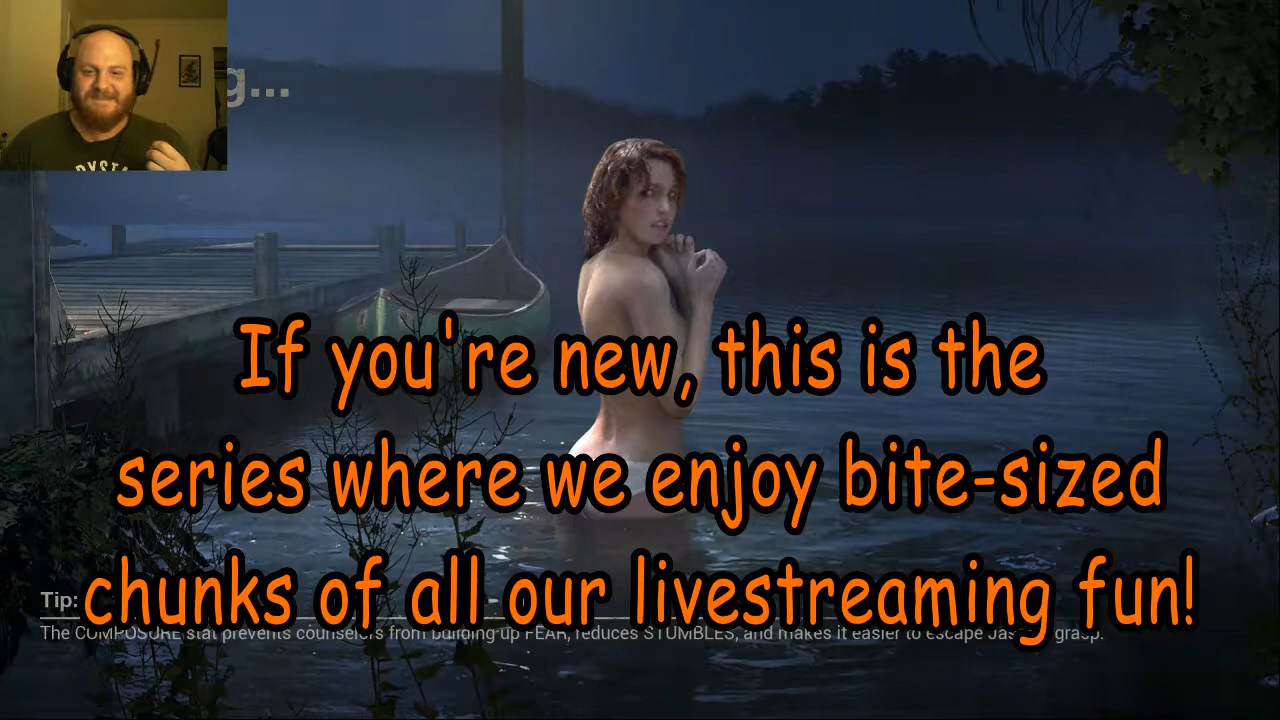 g...
If you're new, this is the
series where we enjoy bite-sized
chunks of all our livestreaming fun!
Tip:
The COMPOSURE stat prevents counselors from building up FEAR, reduces STUMBLES, and makes it easier to escape grasp.